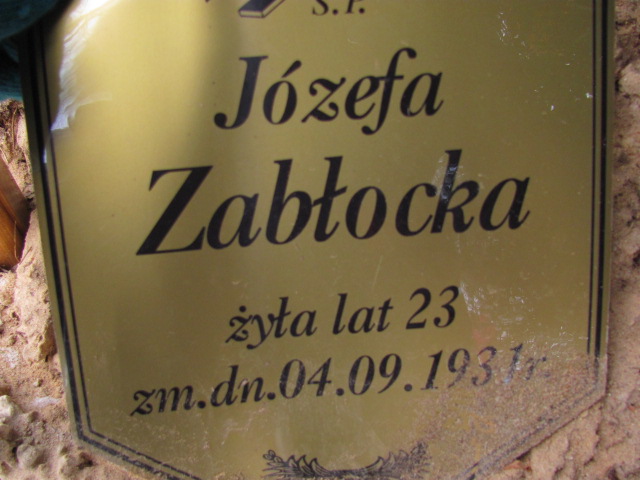 Ś.P.
Józefa
Zabłocka
żyła lat 23
zm.dn.04.09.1931r.